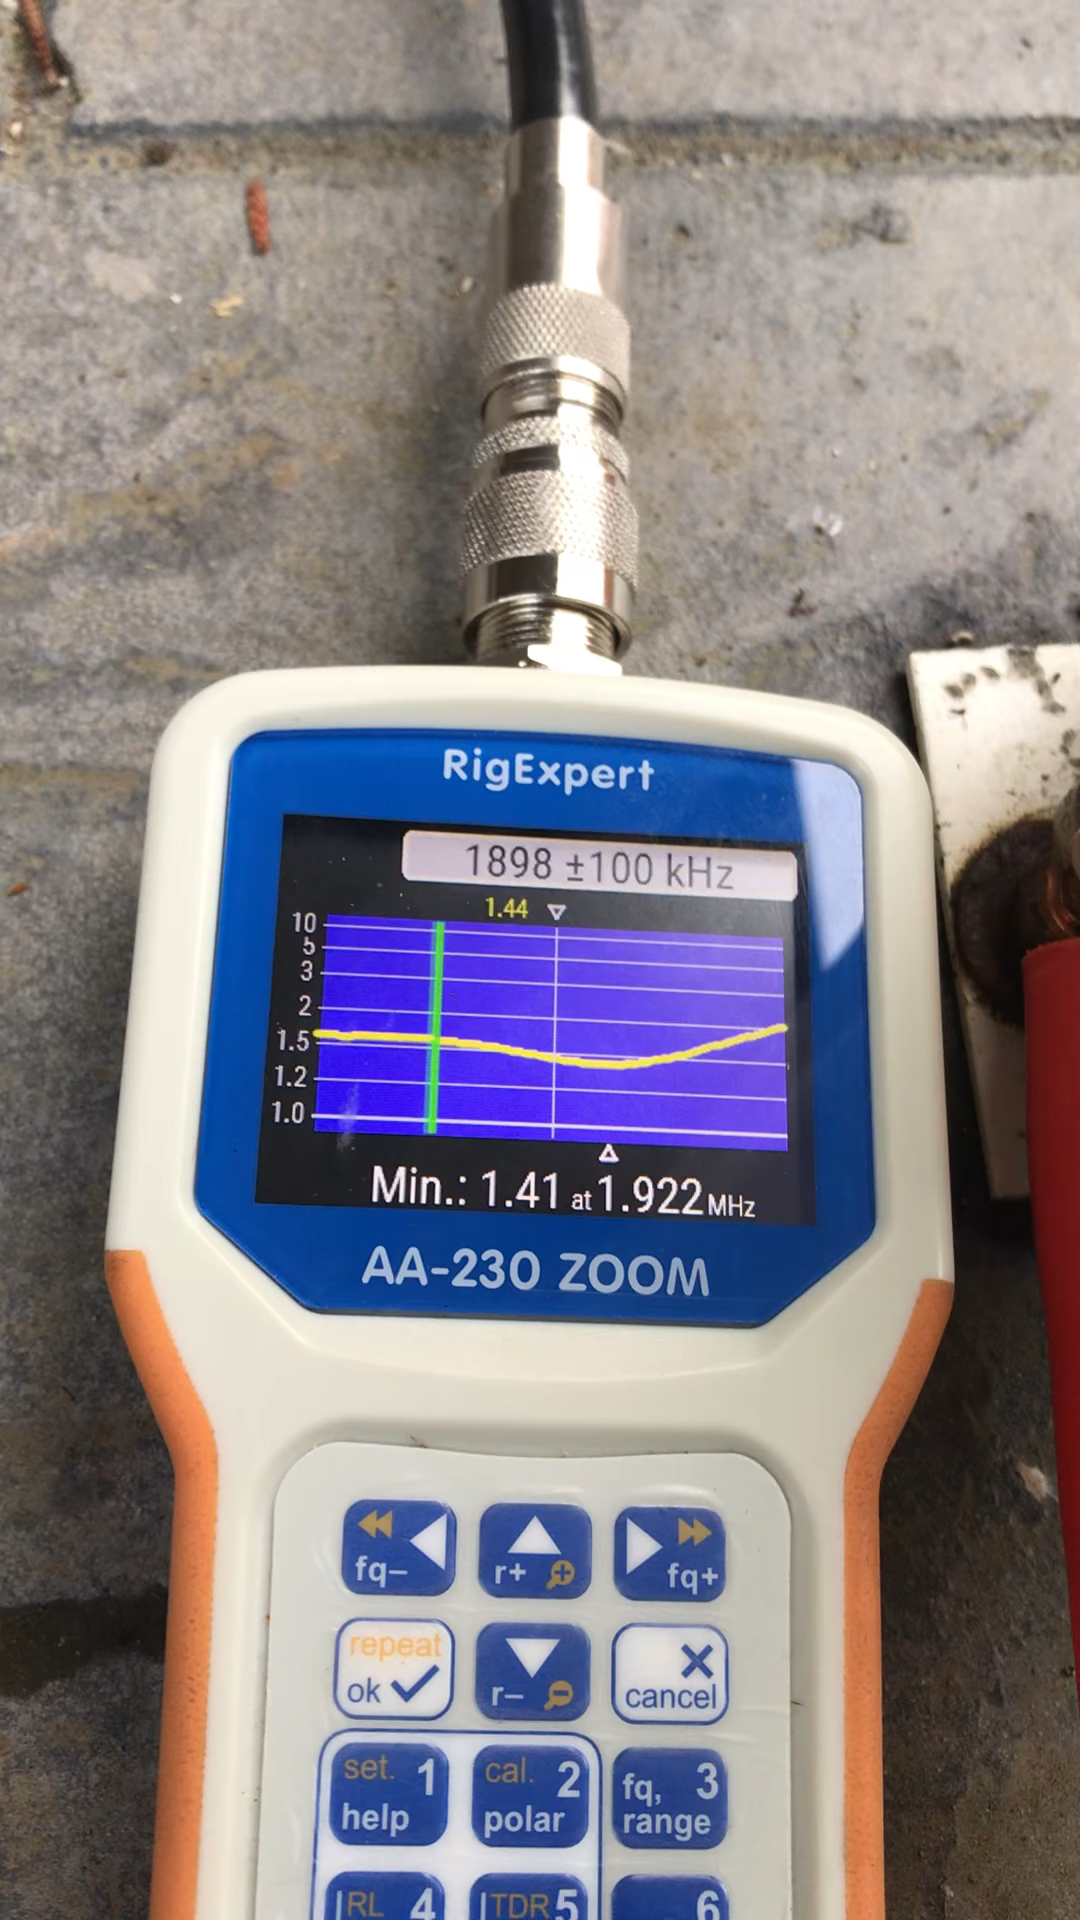 RigExpert
1898 ±100 kHz
1.44
10
5
3
2
1.5
1.2
1.0
Min.: 1.41 at 1.922 MHz
AA-230 ZOOM
fq–
r+
fq+
repeat
ok
r–
cancel
set. 1
help
cal. 2
polar
fq, 3
range
|RL 4
|TDR 5
6